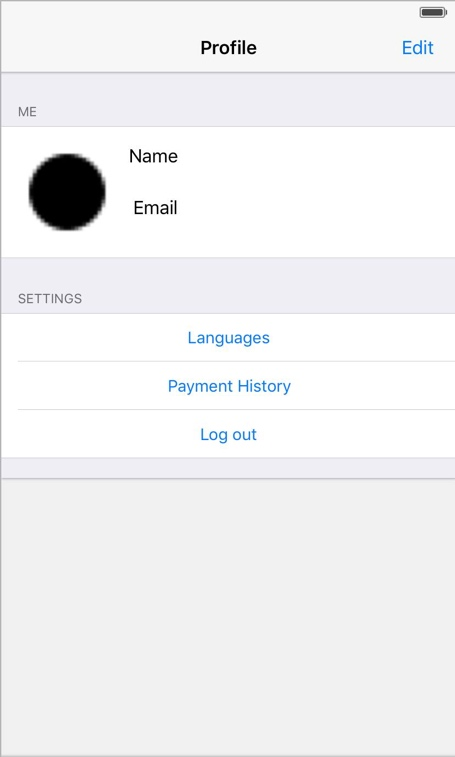 Profile
Edit
ME
Name
Email
SETTINGS
Languages
Payment History
Log out